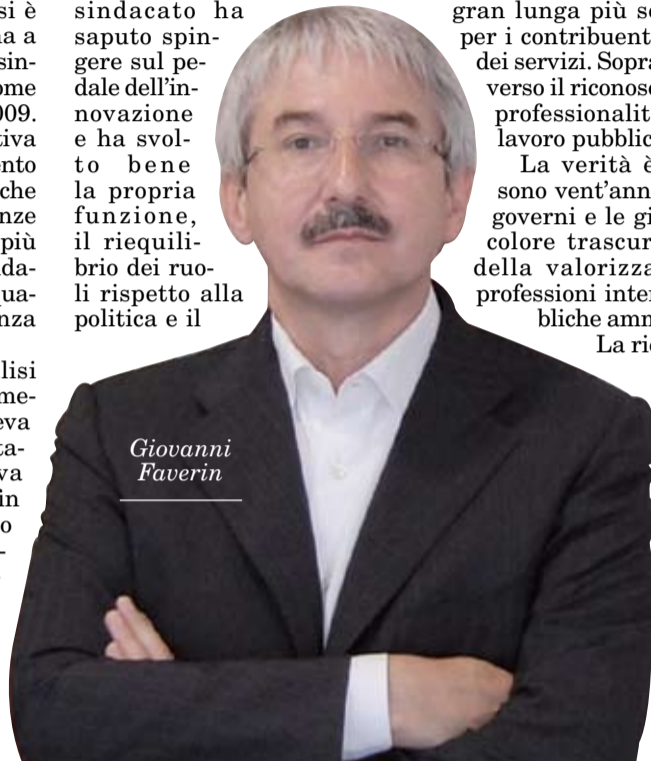 si è
na a
sin-
ome
009.
tiva
ento
che
nze
più
da-
qua-
nza
lisi
me-
eva
ta-
va
in
o
-
sindacato ha
saputo spin-
gere sul pe-
dale dell'in-
novazione
e ha svol-
to bene
la propria
funzione,
il riequili-
brio dei ruo-
li rispetto alla
politica e il
gran lunga più so
per i contribuent
dei servizi. Sopra
verso il riconosc
professionalit
lavoro pubblic
La verità è
sono vent'ann
governi e le gi
colore trascur
della valorizza
professioni inter
bliche amm
La ric
Giovanni
Faverin